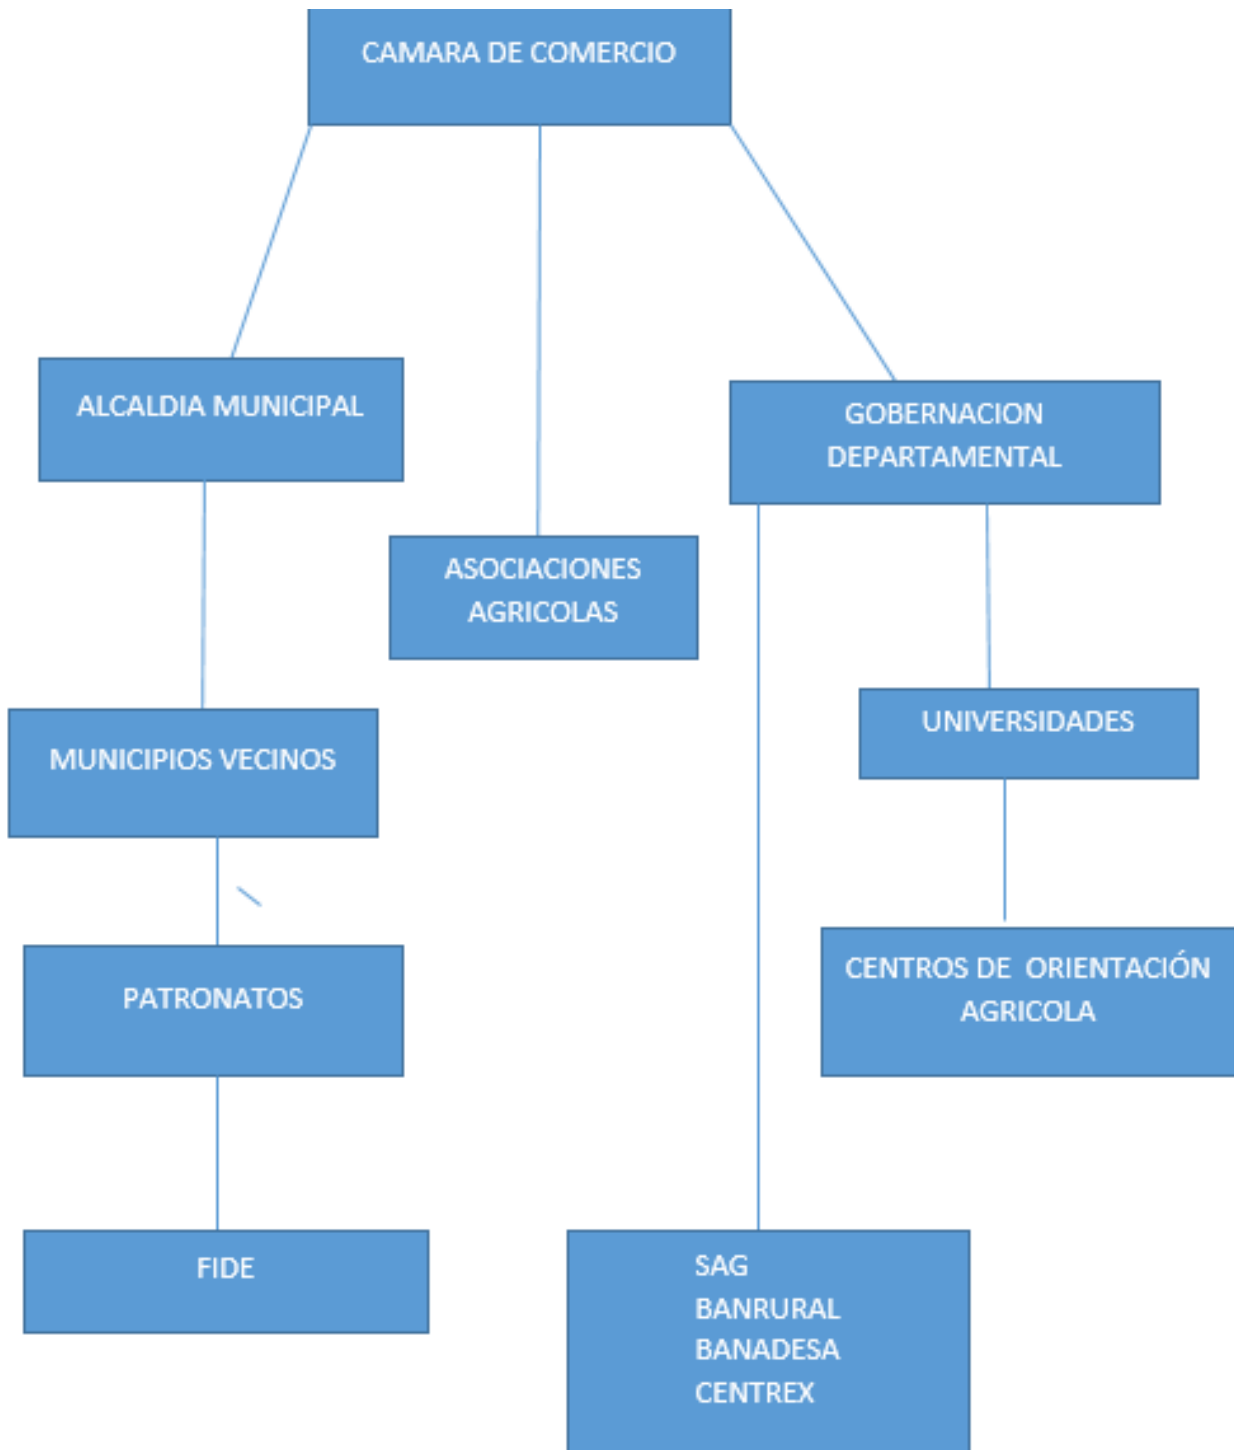 CAMARA DE COMERCIO
ALCALDIA MUNICIPAL
GOBERNACION
DEPARTAMENTAL
ASOCIACIONES
AGRICOLAS
UNIVERSIDADES
MUNICIPIOS VECINOS
CENTROS DE  ORIENTACIÓN
AGRICOLA
PATRONATOS
FIDE
SAG
BANRURAL
BANADESA
CENTREX